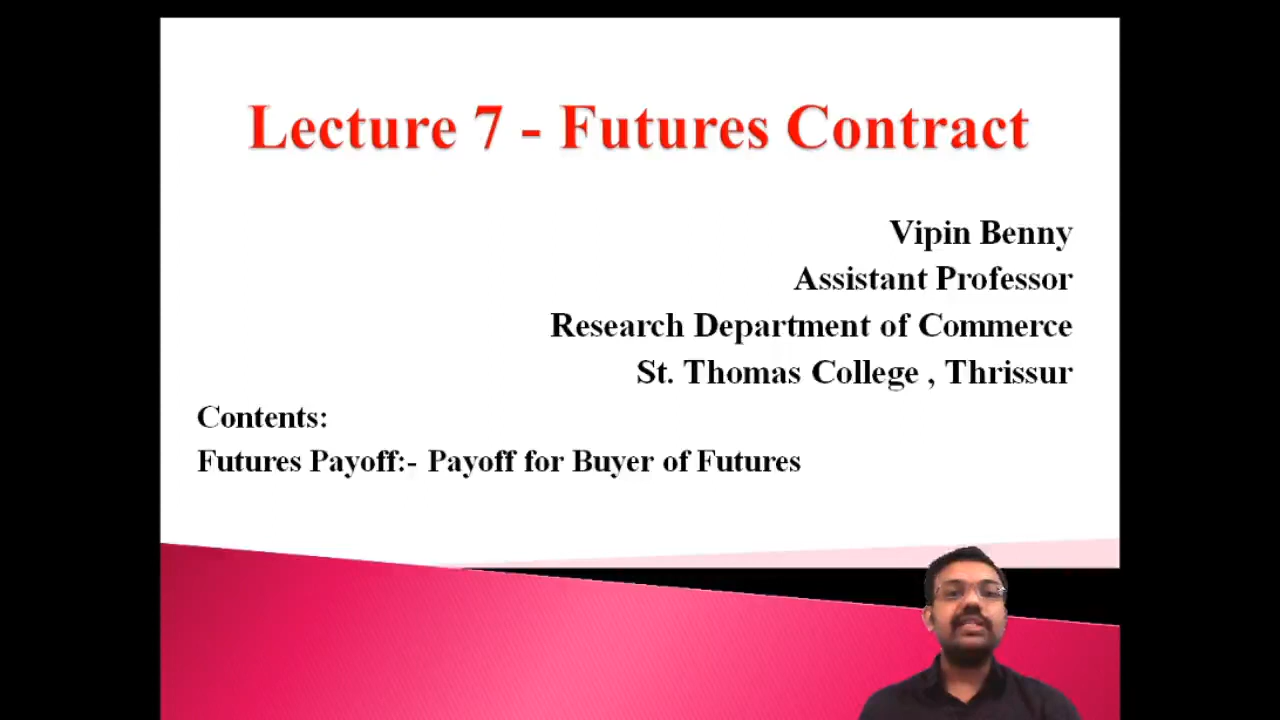 Lecture 7 - Futures Contract
Vipin Benny
Assistant Professor
Research Department of Commerce
St. Thomas College , Thrissur
Contents:
Futures Payoff:- Payoff for Buyer of Futures